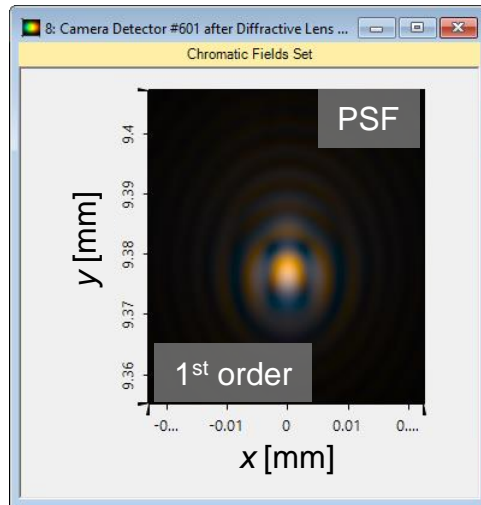 8: Camera Detector #601 after Diffractive Lens ...
Chromatic Fields Set
PSF
9.4
9.39
9.38
9.37
9.36
y [mm]
1st order
-0... -0.01 0 0.01 0....
x [mm]